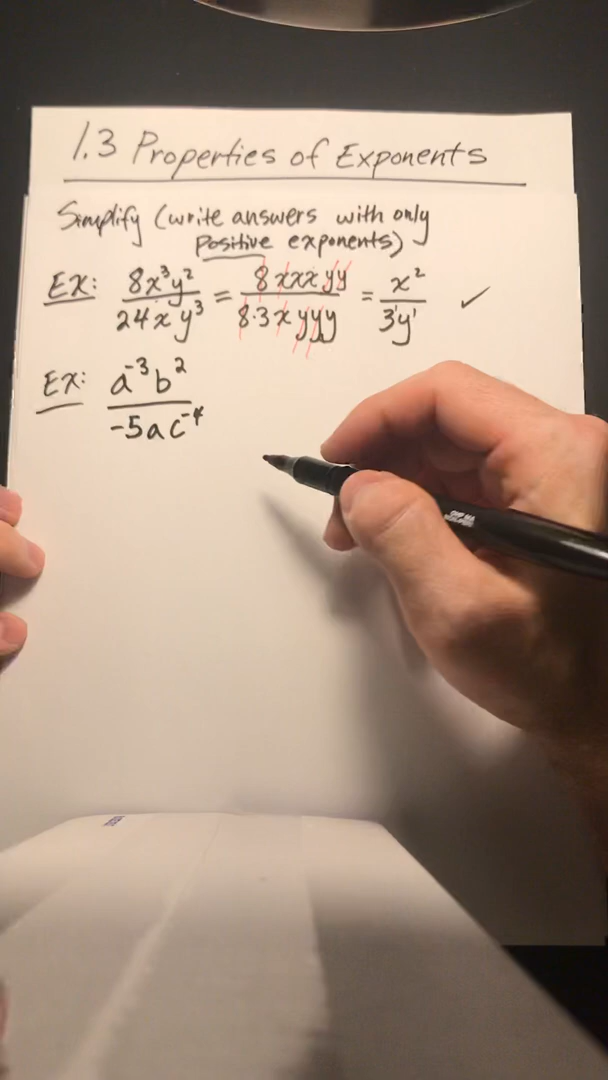 1.3 Properties of Exponents
Simplify (write answers with only
positive exponents)
EX: 8x³y² / 24xy³ = 8xxxyy / 8·3xyyy = x² / 3y¹ ✓
EX: a⁻³b² / -5ac⁻⁴